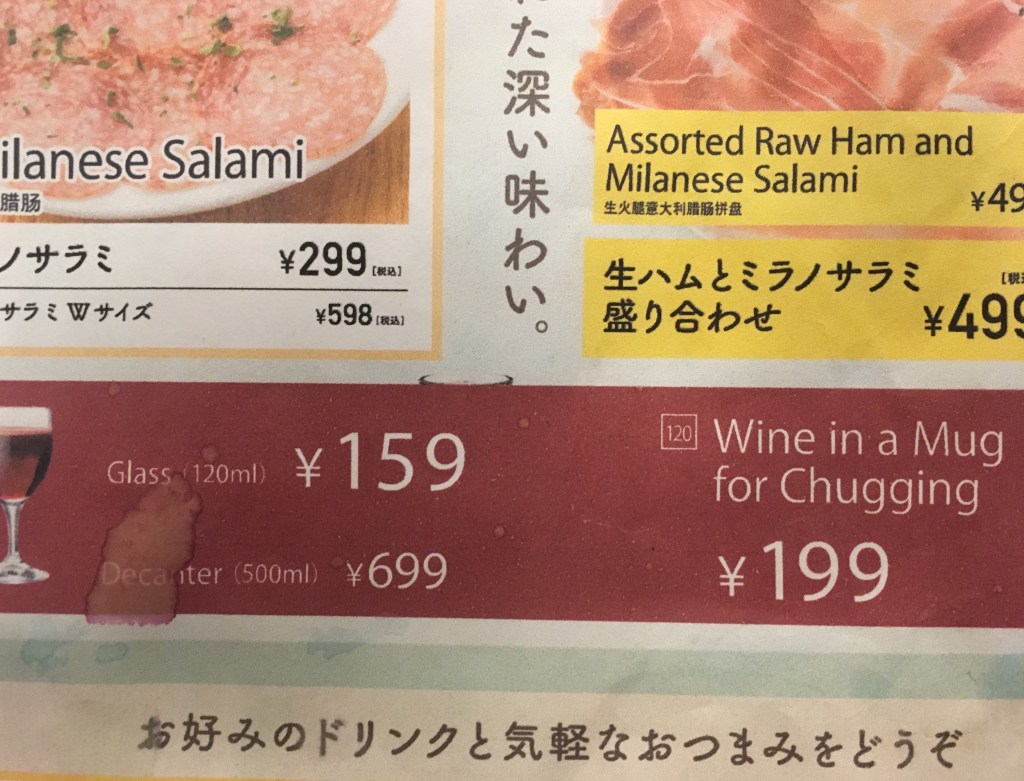 ilanese Salami
腊肠
ノサラミ ¥299 [税込]
サラミ Wサイズ ¥598 [税込]
た深い味わい。
Assorted Raw Ham and
Milanese Salami
生火腿意大利腊肠拼盘 ¥49
生ハムとミラノサラミ
盛り合わせ ¥499
Glass (120ml) ¥159
Decanter (500ml) ¥699
120 Wine in a Mug
for Chugging
¥199
お好みのドリンクと気軽なおつまみをどうぞ